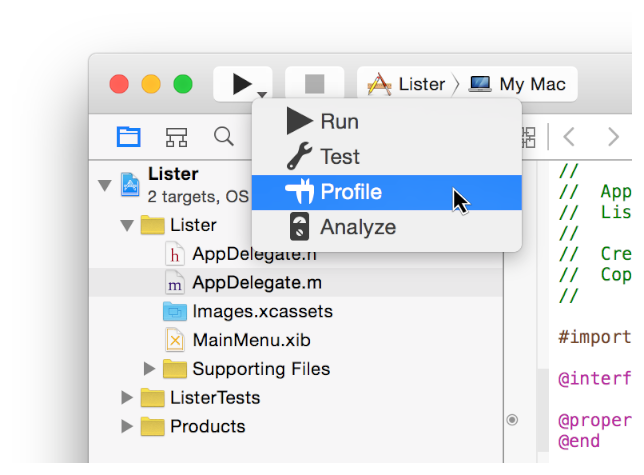 Lister 〉 My Mac
Run
Test
Profile
Analyze
Lister
2 targets, OS
Lister
h AppDelegate.h
m AppDelegate.m
Images.xcassets
MainMenu.xib
Supporting Files
ListerTests
Products
//
// App
// Lis
//
// Cre
// Cop
//
#import
@interf
@proper
@end